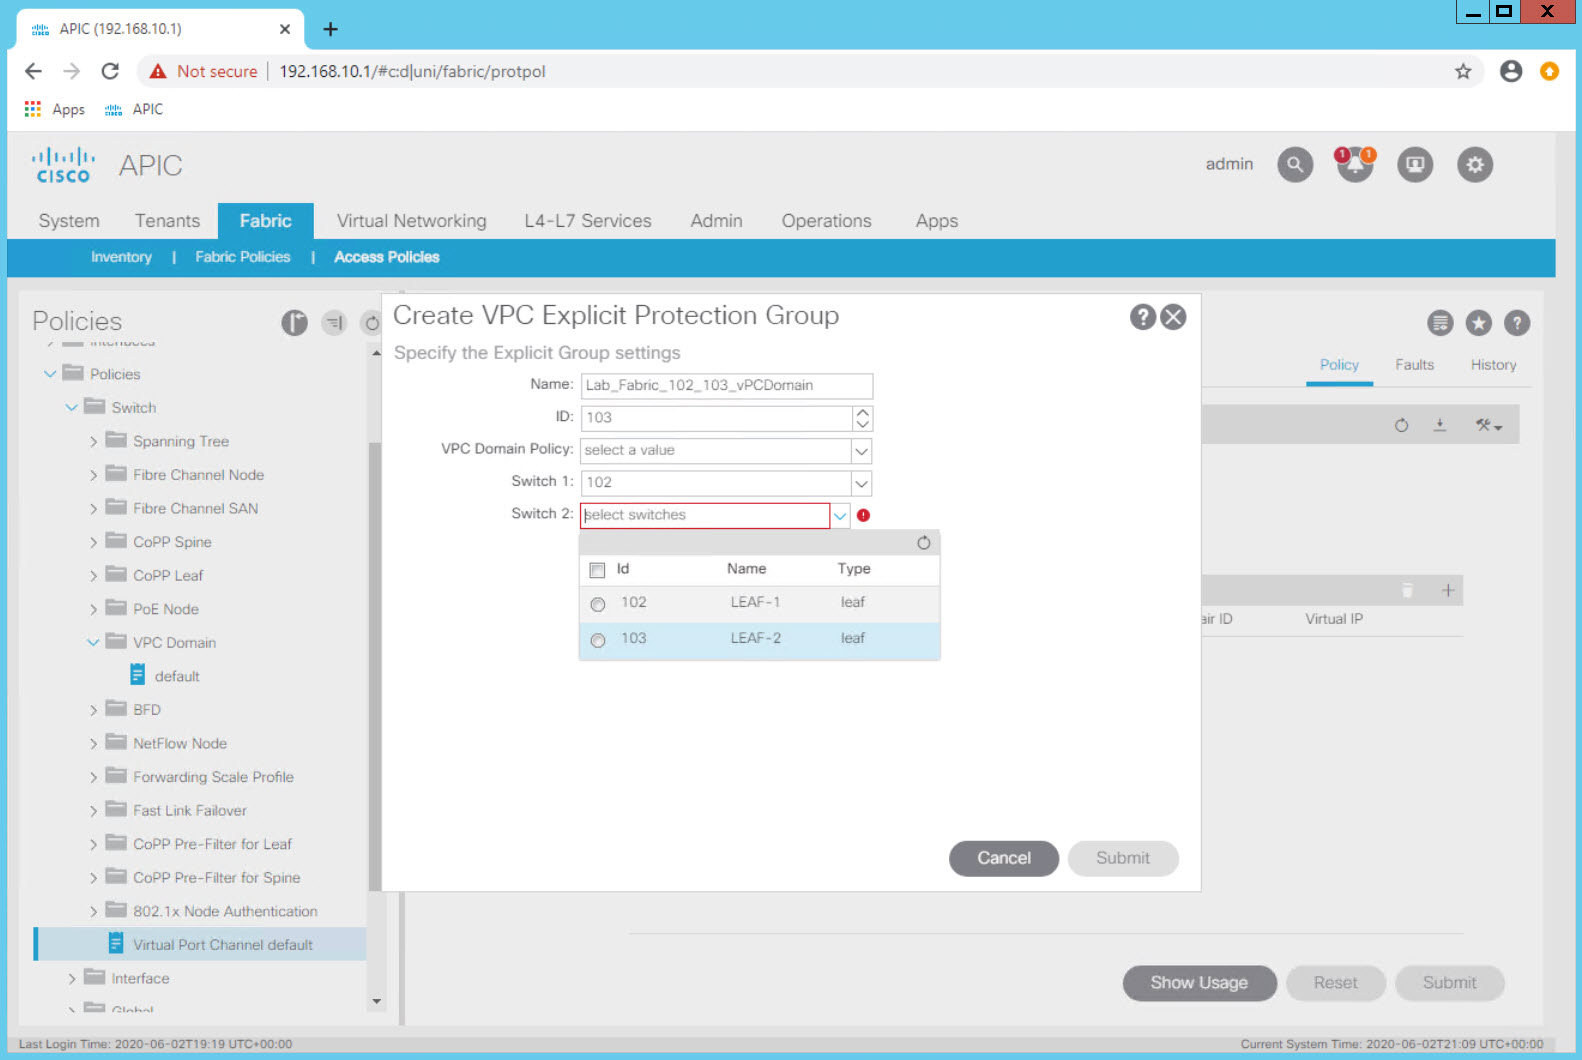 APIC (192.168.10.1)
Not secure 192.168.10.1/#c:d|uni/fabric/protpol
Apps APIC
CISCO APIC admin 1 1
System Tenants Fabric Virtual Networking L4-L7 Services Admin Operations Apps
Inventory | Fabric Policies | Access Policies
Policies
Interfaces
Policies
Switch
Spanning Tree
Fibre Channel Node
Fibre Channel SAN
CoPP Spine
CoPP Leaf
PoE Node
VPC Domain
default
BFD
NetFlow Node
Forwarding Scale Profile
Fast Link Failover
CoPP Pre-Filter for Leaf
CoPP Pre-Filter for Spine
802.1x Node Authentication
Virtual Port Channel default
Interface
Global
Create VPC Explicit Protection Group
Specify the Explicit Group settings
Name: Lab_Fabric_102_103_vPCDomain
ID: 103
VPC Domain Policy: select a value
Switch 1: 102
Switch 2: select switches
Id Name Type
102 LEAF-1 leaf
103 LEAF-2 leaf
Cancel Submit
Policy Faults History
air ID Virtual IP
Show Usage Reset Submit
Last Login Time: 2020-06-02T19:19 UTC+00:00
Current System Time: 2020-06-02T21:09 UTC+00:00